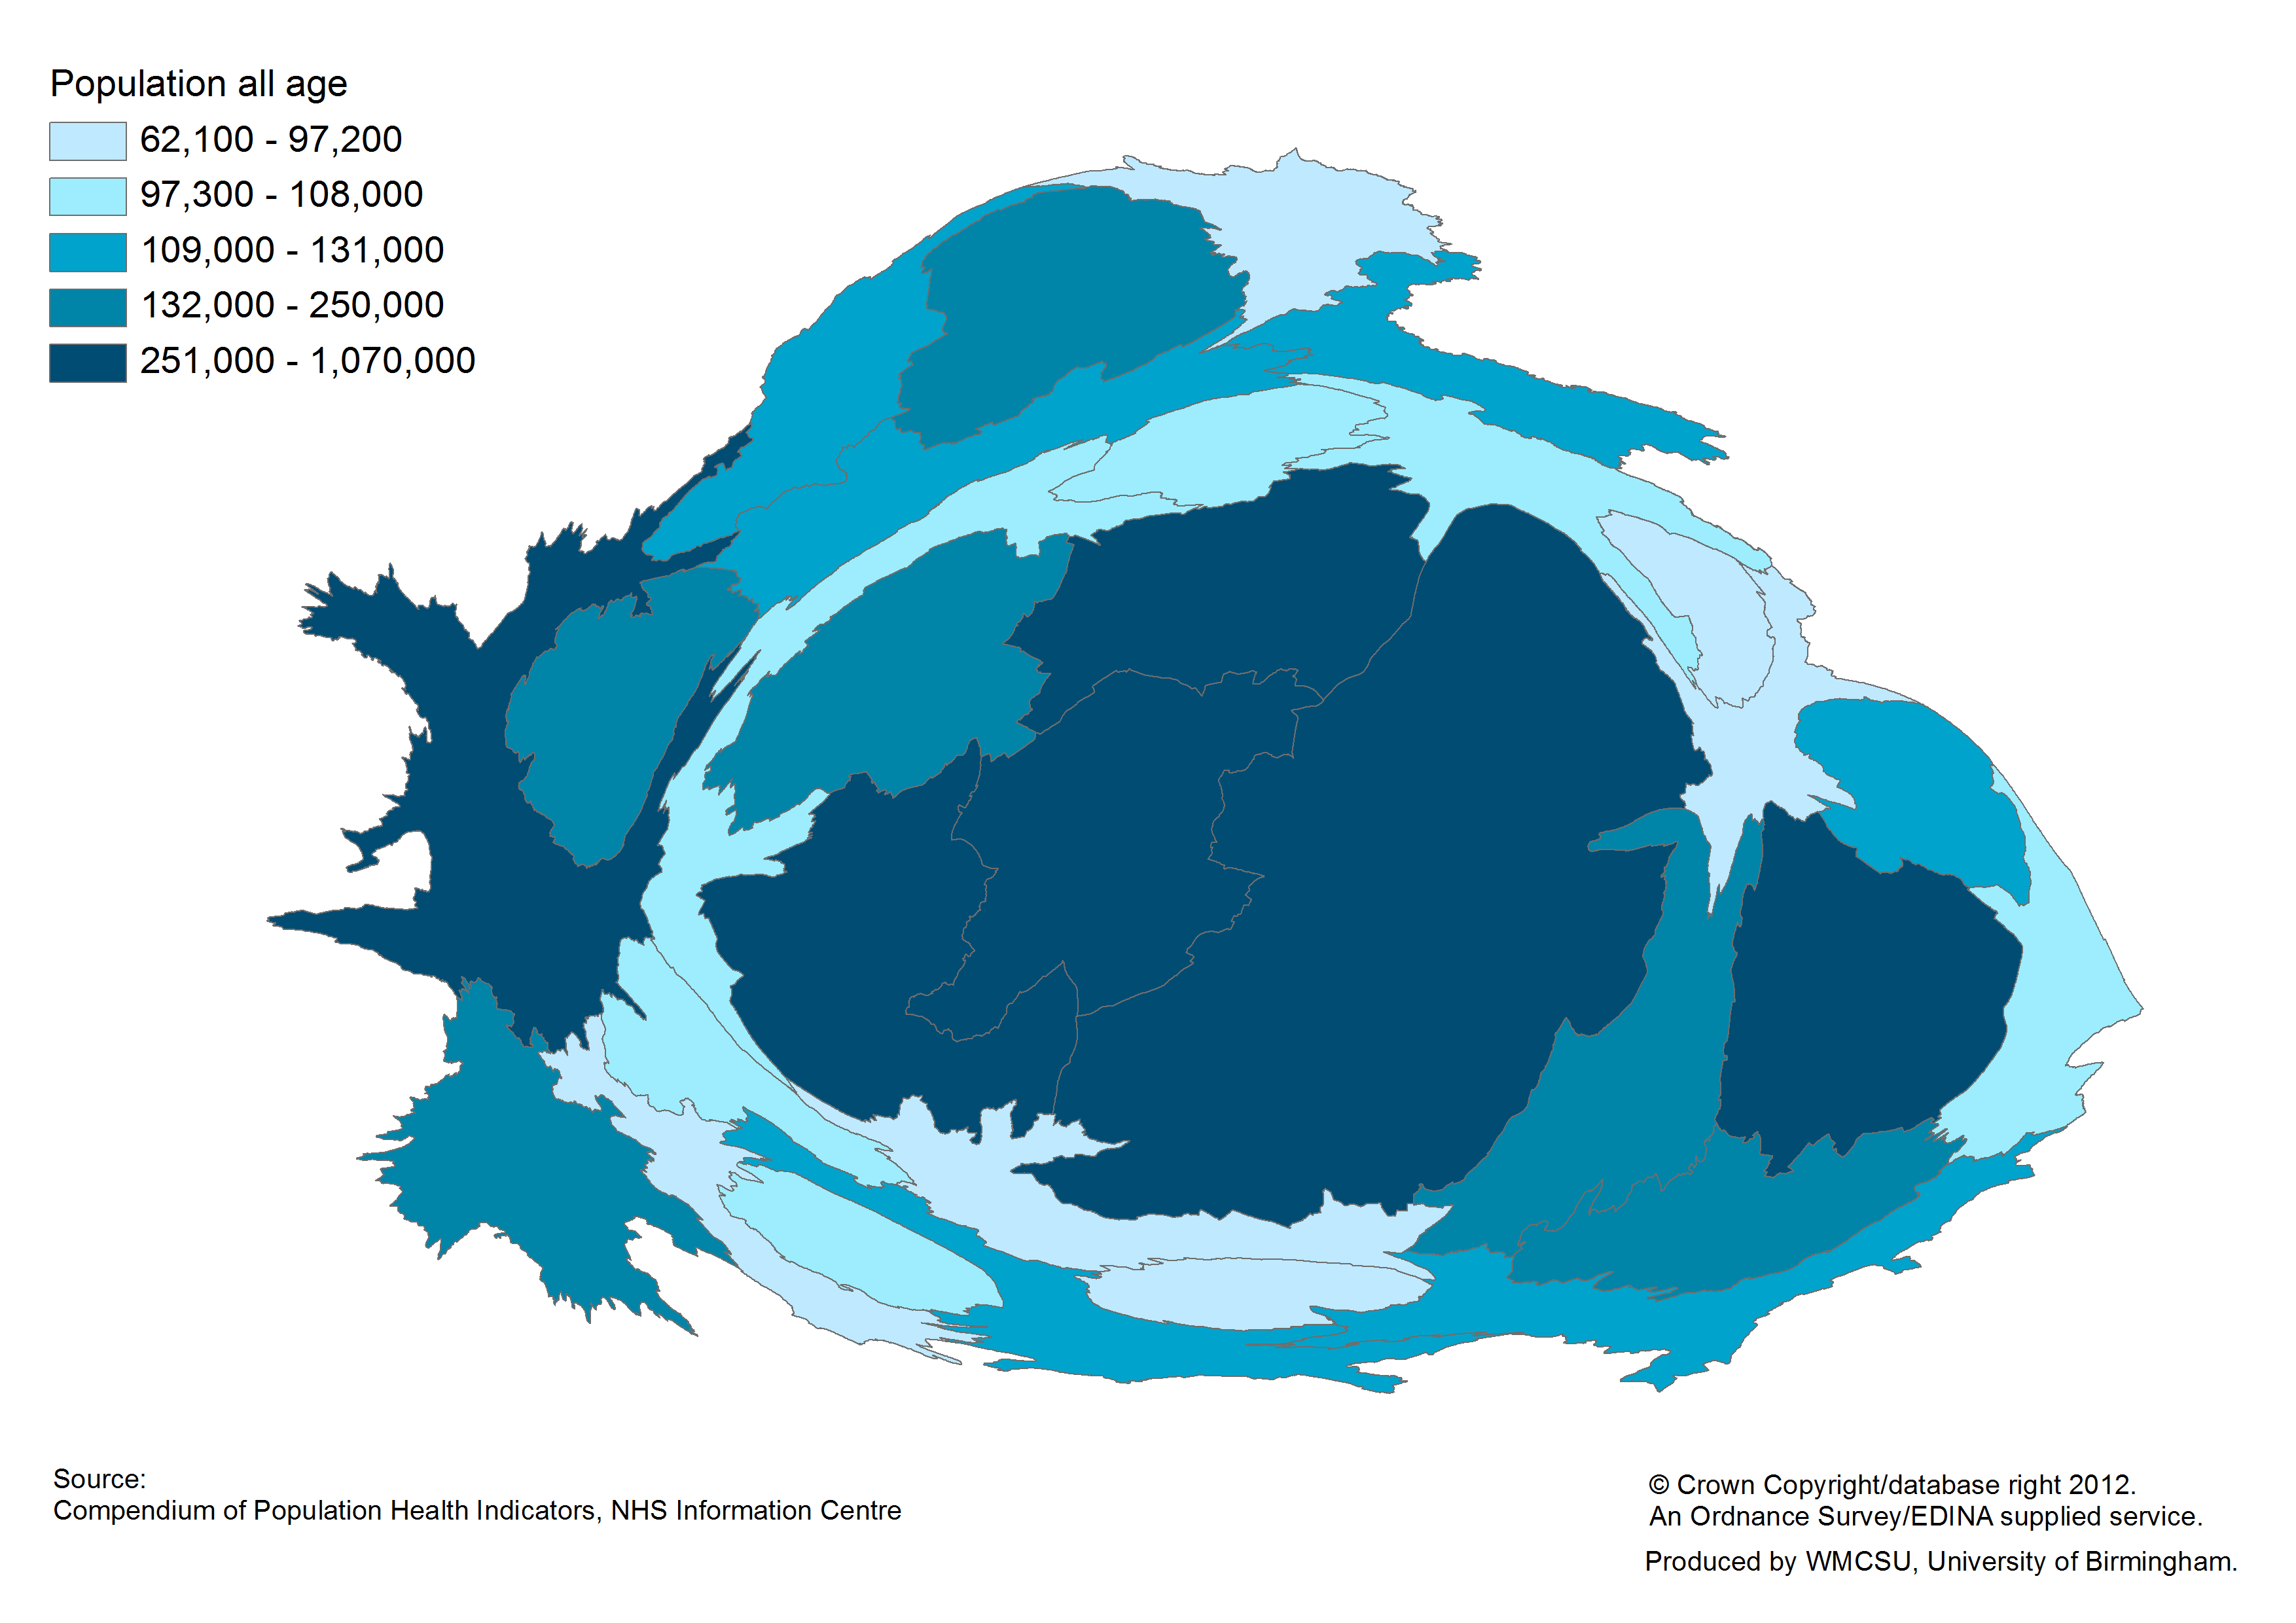 Population all age
62,100 - 97,200
97,300 - 108,000
109,000 - 131,000
132,000 - 250,000
251,000 - 1,070,000
Source:
Compendium of Population Health Indicators, NHS Information Centre
© Crown Copyright/database right 2012.
An Ordnance Survey/EDINA supplied service.
Produced by WMCSU, University of Birmingham.